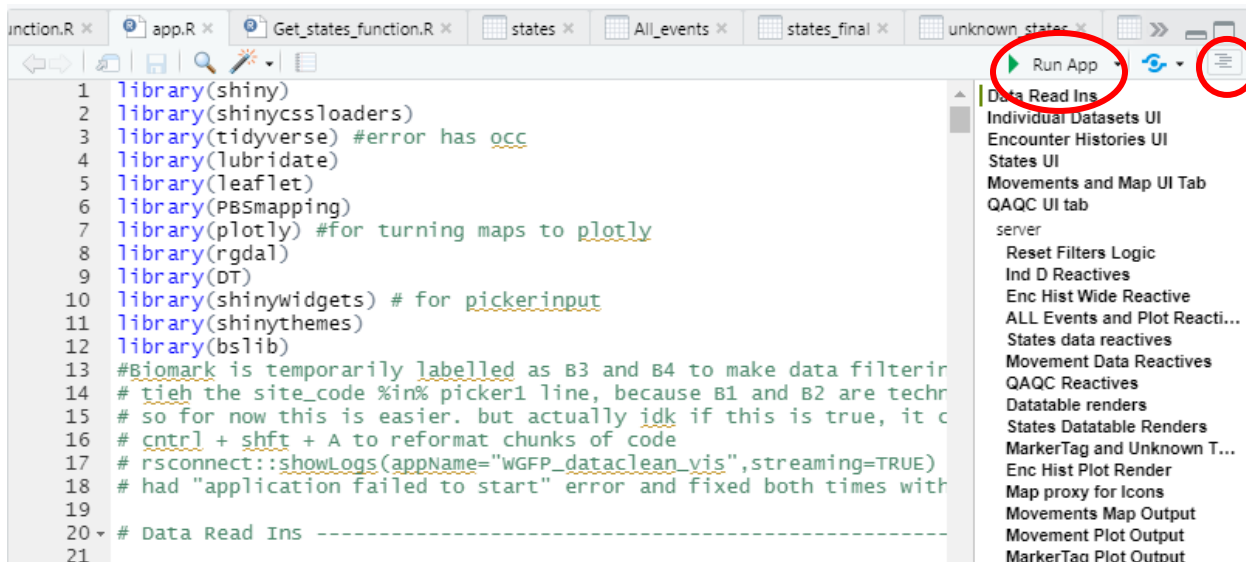 unction.R × app.R × Get_states_function.R × states × All_events × states_final × unknown_states ×
Run App
1 library(shiny)
2 library(shinycssloaders)
3 library(tidyverse) #error has occ
4 library(lubridate)
5 library(leaflet)
6 library(PBSmapping)
7 library(plotly) #for turning maps to plotly
8 library(rgdal)
9 library(DT)
10 library(shinyWidgets) # for pickerinput
11 library(shinythemes)
12 library(bslib)
13 #Biomark is temporarily labelled as B3 and B4 to make data filterin
14 # tieh the site_code %in% picker1 line, because B1 and B2 are techn
15 # so for now this is easier. but actually idk if this is true, it c
16 # cntrl + shft + A to reformat chunks of code
17 # rsconnect::showLogs(appName="WGFP_dataclean_vis",streaming=TRUE)
18 # had "application failed to start" error and fixed both times with
19
20 # Data Read Ins ----------------------------------------------------
21
Data Read Ins
Individual Datasets UI
Encounter Histories UI
States UI
Movements and Map UI Tab
QAQC UI tab
server
Reset Filters Logic
Ind D Reactives
Enc Hist Wide Reactive
ALL Events and Plot Reacti...
States data reactives
Movement Data Reactives
QAQC Reactives
Datatable renders
States Datatable Renders
MarkerTag and Unknown T...
Enc Hist Plot Render
Map proxy for Icons
Movements Map Output
Movement Plot Output
MarkerTag Plot Output